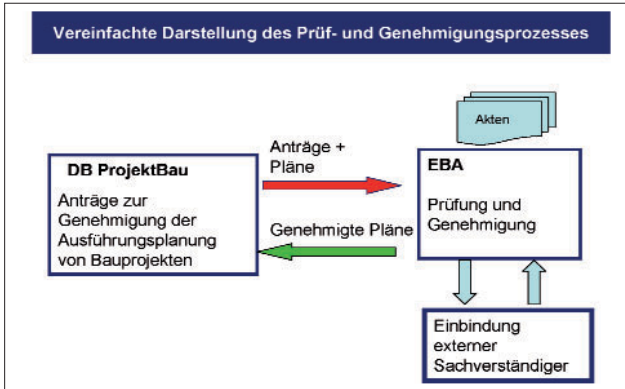 Vereinfachte Darstellung des Prüf- und Genehmigungsprozesses
Akten
Anträge +
Pläne
DB ProjektBau
Anträge zur
Genehmigung der
Ausführungsplanung
von Bauprojekten
EBA
Prüfung und
Genehmigung
Genehmigte Pläne
Einbindung
externer
Sachverständiger